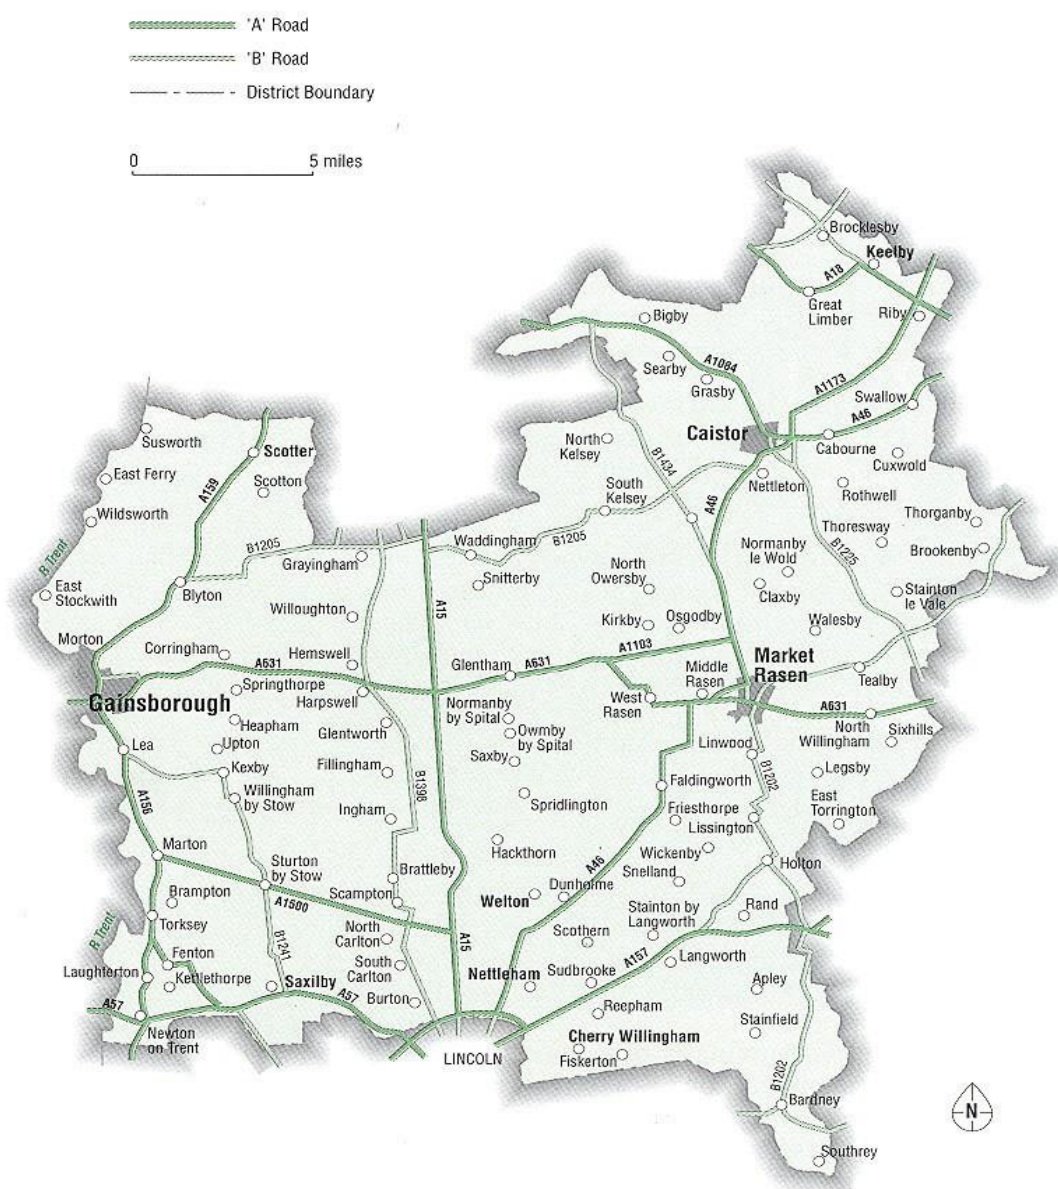 'A' Road
'B' Road
District Boundary
0 5 miles
Brocklesby
Keelby
A18
Great
Limber
Riby
Bigby
Searby
A1084
Grasby
A1173
Swallow
A46
Caistor
Cabourne
Cuxwold
Susworth
Scotter
North
Kelsey
B1434
East Ferry
Scotton
A159
South
Kelsey
Nettleton
Rothwell
A46
Wildsworth
Thoresway
Thorganby
R Trent
B1205
Waddingham
B1205
Normanby
le Wold
Brookenby
Grayingham
B1225
East
Stockwith
Blyton
Snitterby
North
Owersby
Claxby
Stainton
le Vale
Willoughton
A15
Kirkby
Osgodby
Walesby
Morton
Corringham
A631
Hemswell
Glentham
A631
A1103
Market
Rasen
Middle
Rasen
Tealby
Gainsborough
Springthorpe
Harpswell
Normanby
by Spital
West
Rasen
A631
Heapham
Glentworth
Ownby
by Spital
North
Willingham
Sixhills
Lea
Upton
Saxby
Linwood
Kexby
Fillingham
B1202
Legsby
Willingham
by Stow
B1398
Spridlington
Faldingworth
A156
Ingham
Friesthorpe
Lissington
East
Torrington
Marton
Hackthorn
Wickenby
Holton
Sturton
by Stow
Brattleby
A46
Snelland
Brampton
Scampton
Welton
Dunholme
A1500
Stainton by
Langworth
Rand
R Trent
Torksey
North
Carlton
A15
Scothern
Fenton
B1241
South
Carlton
A157
Langworth
Laughterton
Kettlethorpe
Saxilby
Nettleham
Sudbrooke
Apley
A57
A57
Burton
Reepham
Newton
on Trent
Stainfield
Cherry Willingham
LINCOLN
Fiskerton
B1202
Bardney
N
Southrey